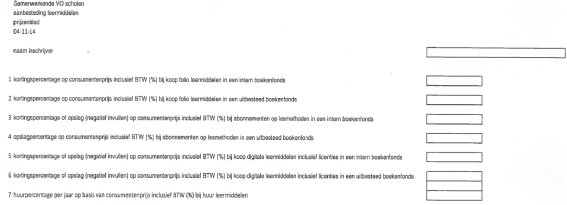 Samenwerkende VO scholen
aanbesteding leermiddelen
prijzenblad
04-11-14
naam inschrijver
1 kortingspercentage op consumentenprijs inclusief BTW (%) bij koop folio leermiddelen in een intern boekenfonds
2 kortingspercentage op consumentenprijs inclusief BTW (%) bij koop folio leermiddelen in een uitbesteed boekenfonds
3 kortingspercentage of opslag (negatief invullen) op consumentenprijs inclusief BTW (%) bij abonnementen op lesmethoden in een intern boekenfonds
4 opslagpercentage op consumentenprijs inclusief BTW (%) bij abonnementen op lesmethoden in een uitbesteed boekenfonds
5 kortingspercentage of opslag (negatief invullen) op consumentenprijs inclusief BTW (%) bij koop digitale leermiddelen inclusief licenties in een intern boekenfonds
6 kortingspercentage of opslag (negatief invullen) op consumentenprijs inclusief BTW (%) bij koop digitale leermiddelen inclusief licenties in een uitbesteed boekenfonds
7 huurpercentage per jaar op basis van consumentenprijs inclusief BTW (%) bij huur leermiddelen